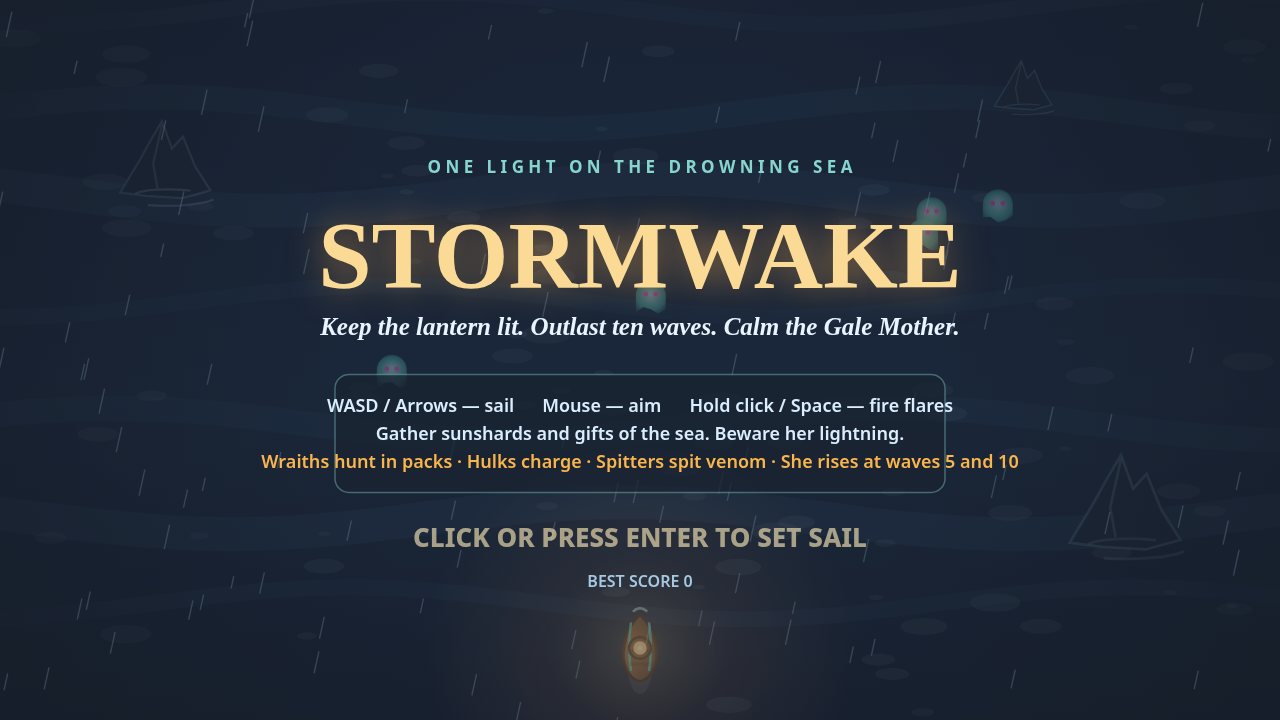 ONE LIGHT ON THE DROWNING SEA
STORMWAKE
Keep the lantern lit. Outlast ten waves. Calm the Gale Mother.
WASD / Arrows — sail Mouse — aim Hold click / Space — fire flares
Gather sunshards and gifts of the sea. Beware her lightning.
Wraiths hunt in packs · Hulks charge · Spitters spit venom · She rises at waves 5 and 10
CLICK OR PRESS ENTER TO SET SAIL
BEST SCORE 0